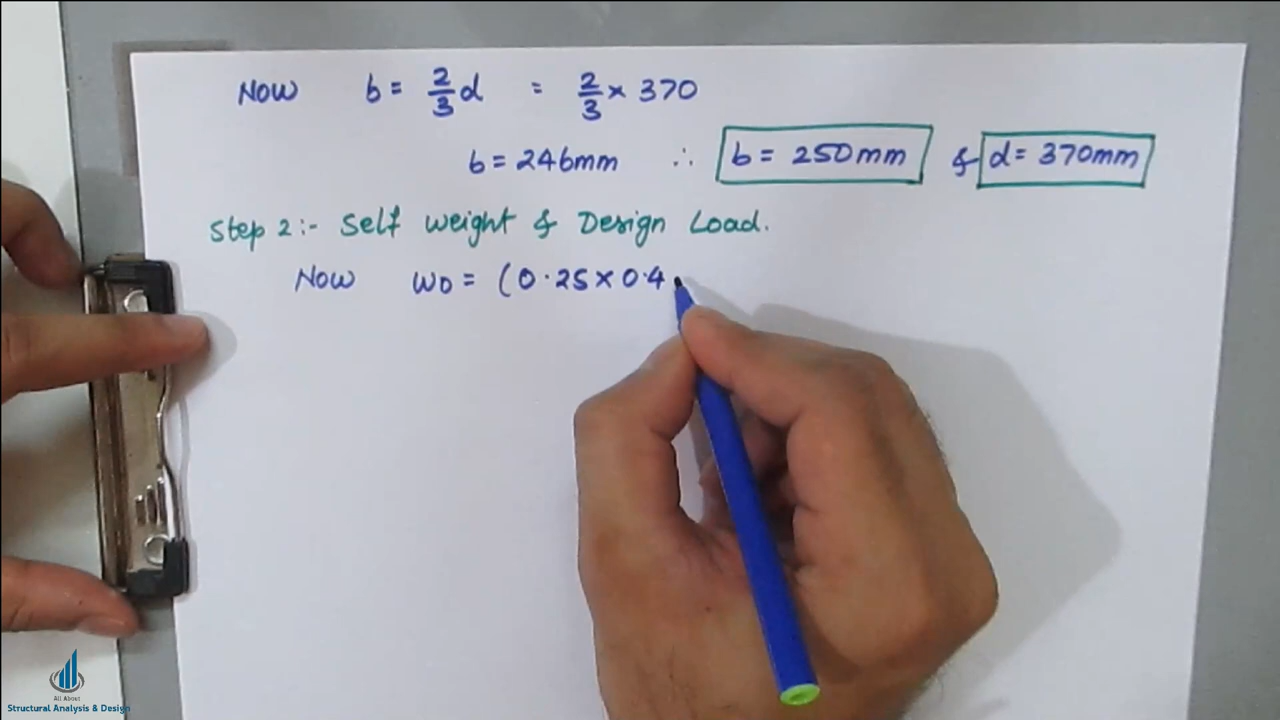 Now b = 2/3 d = 2/3 × 370
b = 246mm ∴ b = 250mm & d = 370mm
Step 2:- Self Weight & Design Load.
Now WD = (0.25 × 0.4
All About
Structural Analysis & Design